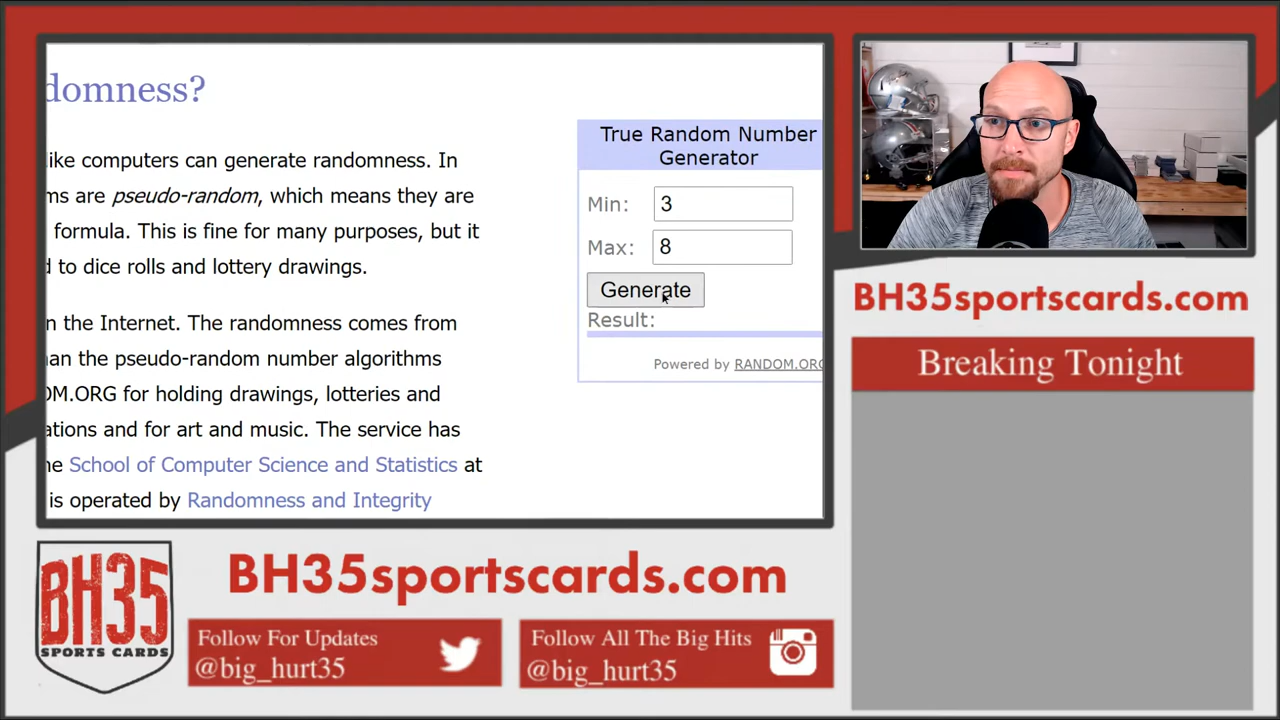 domness?
ike computers can generate randomness. In
ms are pseudo-random, which means they are
formula. This is fine for many purposes, but it
d to dice rolls and lottery drawings.
n the Internet. The randomness comes from
an the pseudo-random number algorithms
OM.ORG for holding drawings, lotteries and
ations and for art and music. The service has
ne School of Computer Science and Statistics at
is operated by Randomness and Integrity
True Random Number
Generator
Min: 3
Max: 8
Generate
Result:
Powered by RANDOM.ORG
BH35sportscards.com
Breaking Tonight
BH35
SPORTS CARDS
BH35sportscards.com
Follow For Updates
@big_hurt35
Follow All The Big Hits
@big_hurt35